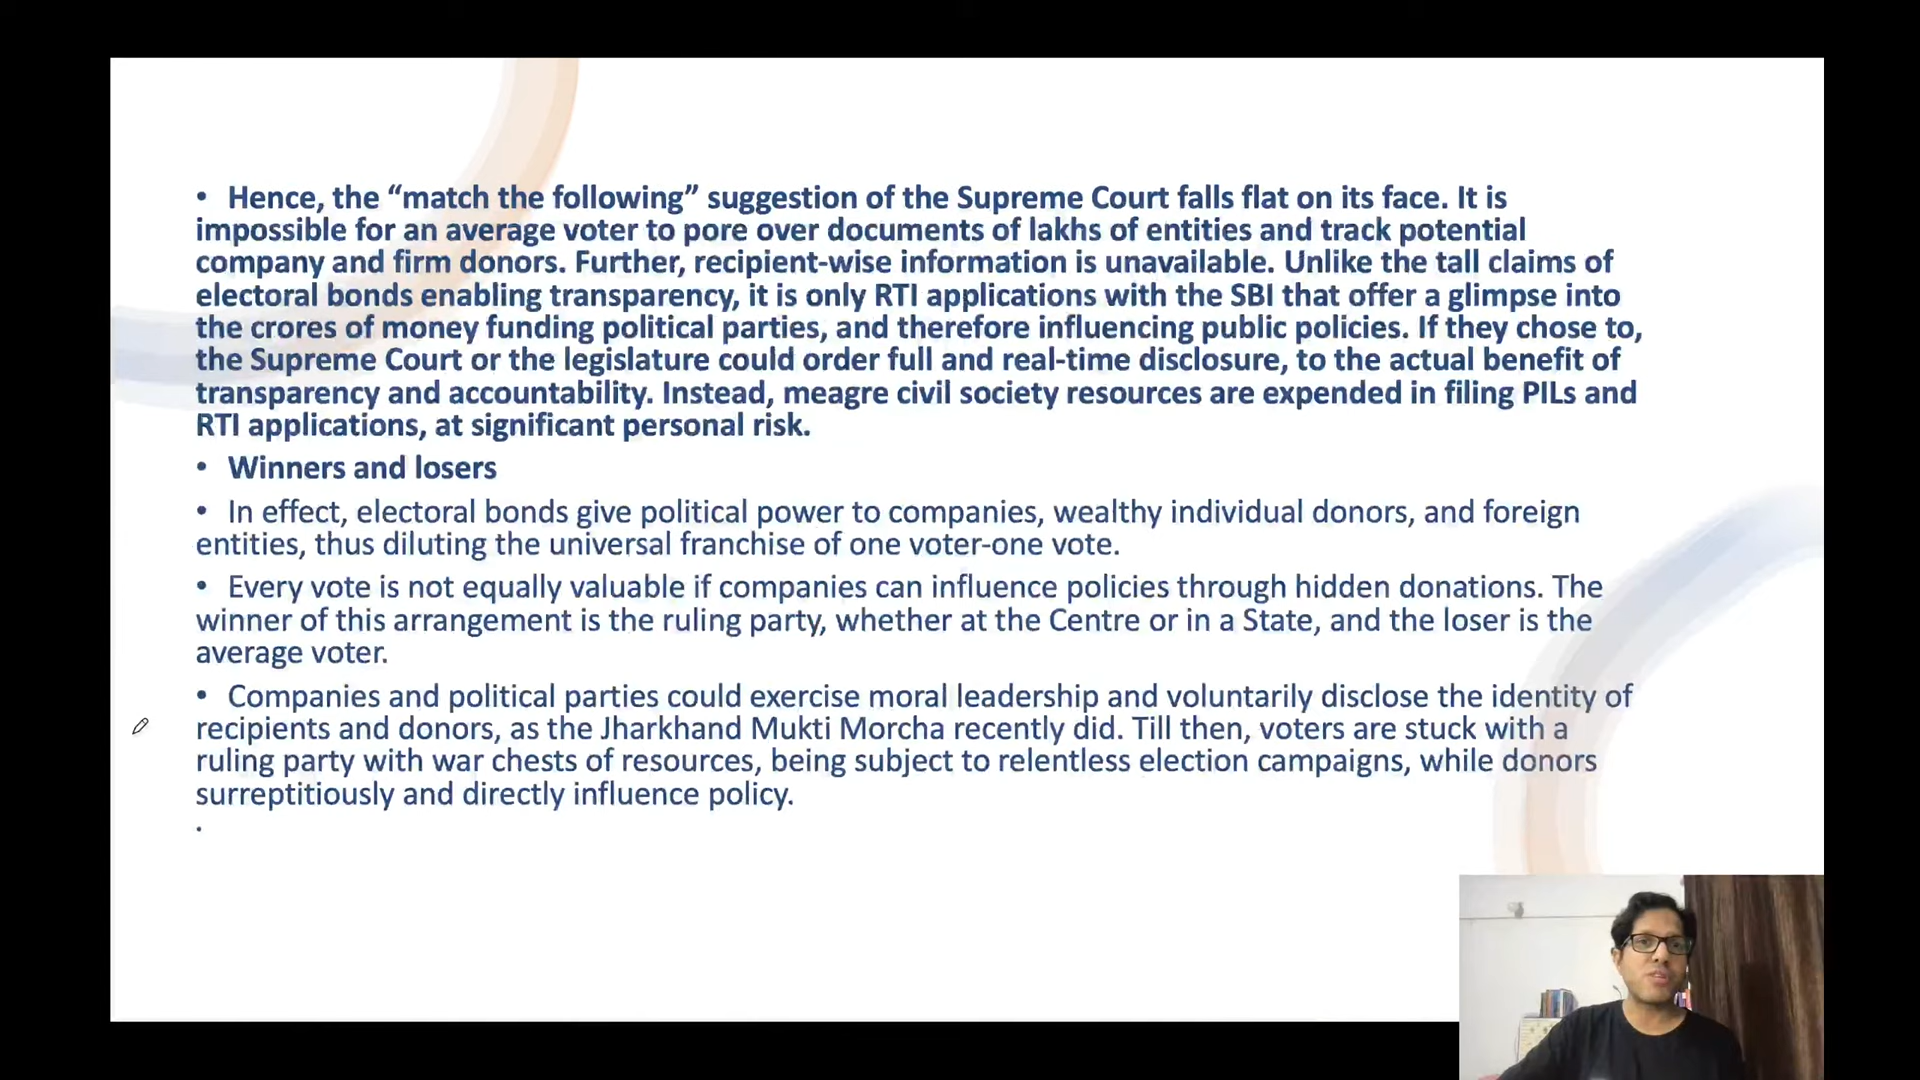 • Hence, the “match the following” suggestion of the Supreme Court falls flat on its face. It is
impossible for an average voter to pore over documents of lakhs of entities and track potential
company and firm donors. Further, recipient-wise information is unavailable. Unlike the tall claims of
electoral bonds enabling transparency, it is only RTI applications with the SBI that offer a glimpse into
the crores of money funding political parties, and therefore influencing public policies. If they chose to,
the Supreme Court or the legislature could order full and real-time disclosure, to the actual benefit of
transparency and accountability. Instead, meagre civil society resources are expended in filing PILs and
RTI applications, at significant personal risk.
• Winners and losers
• In effect, electoral bonds give political power to companies, wealthy individual donors, and foreign
entities, thus diluting the universal franchise of one voter-one vote.
• Every vote is not equally valuable if companies can influence policies through hidden donations. The
winner of this arrangement is the ruling party, whether at the Centre or in a State, and the loser is the
average voter.
• Companies and political parties could exercise moral leadership and voluntarily disclose the identity of
recipients and donors, as the Jharkhand Mukti Morcha recently did. Till then, voters are stuck with a
ruling party with war chests of resources, being subject to relentless election campaigns, while donors
surreptitiously and directly influence policy.
•